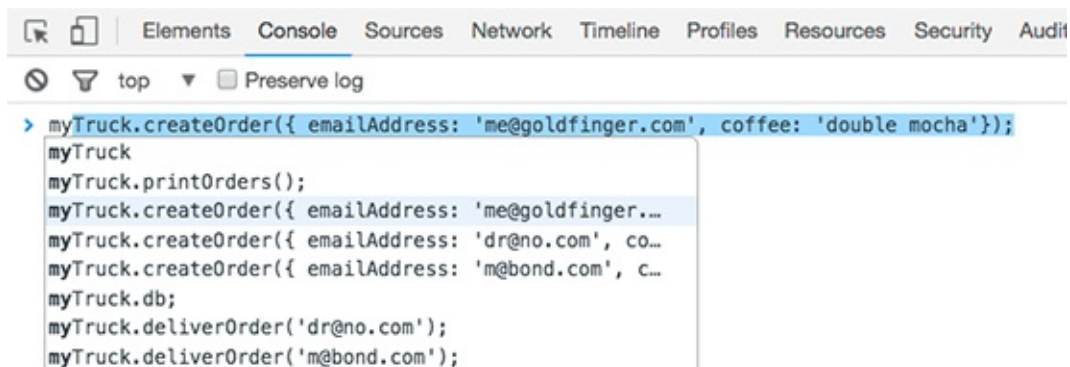 Elements Console Sources Network Timeline Profiles Resources Security Audit
top ▼ Preserve log
> myTruck.createOrder({ emailAddress: 'me@goldfinger.com', coffee: 'double mocha'});
myTruck
myTruck.printOrders();
myTruck.createOrder({ emailAddress: 'me@goldfinger.…
myTruck.createOrder({ emailAddress: 'dr@no.com', co…
myTruck.createOrder({ emailAddress: 'm@bond.com', c…
myTruck.db;
myTruck.deliverOrder('dr@no.com');
myTruck.deliverOrder('m@bond.com');